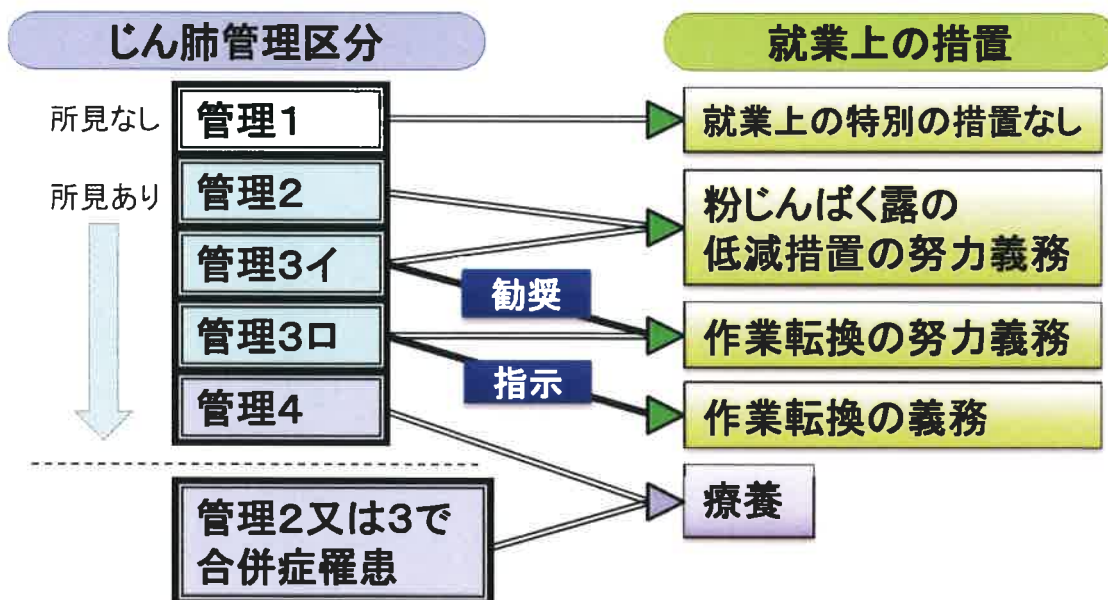 じん肺管理区分
就業上の措置
所見なし
管理1
就業上の特別の措置なし
所見あり
管理2
粉じんばく露の
低減措置の努力義務
管理3イ
勧奨
管理3ロ
作業転換の努力義務
指示
管理4
作業転換の義務
管理2又は3で
合併症罹患
療養